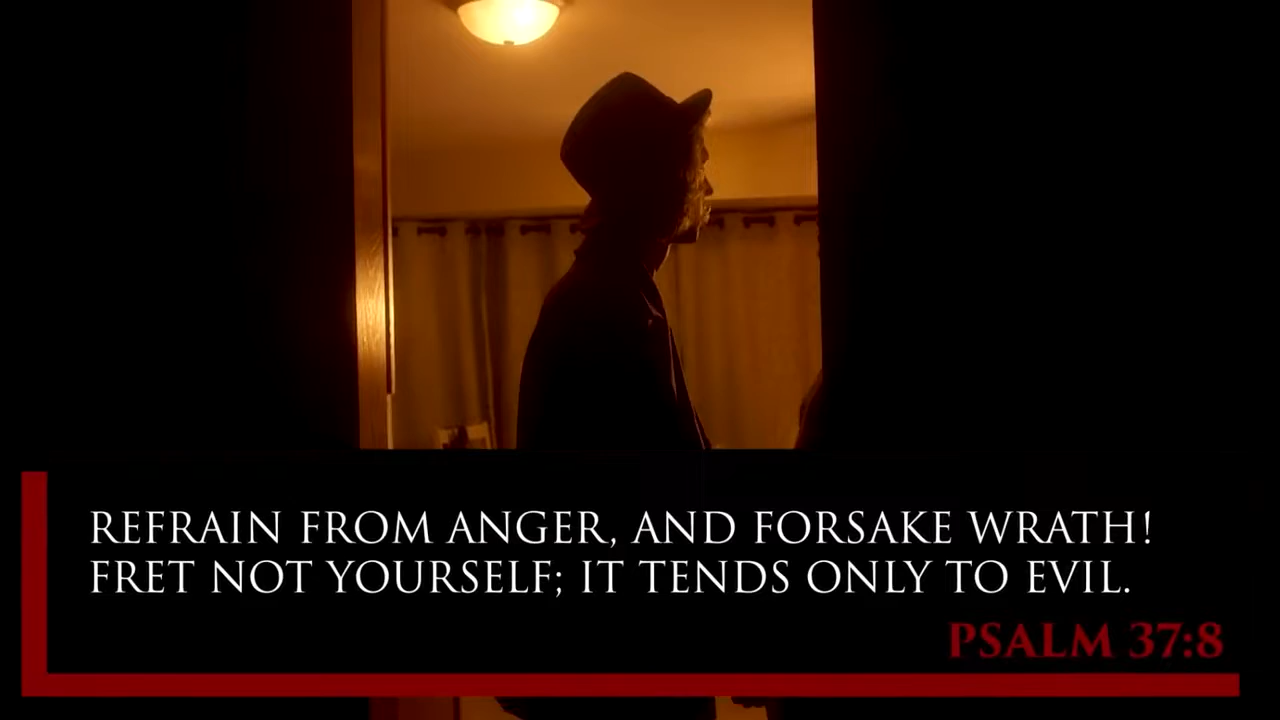 REFRAIN FROM ANGER, AND FORSAKE WRATH!
FRET NOT YOURSELF; IT TENDS ONLY TO EVIL.
PSALM 37:8